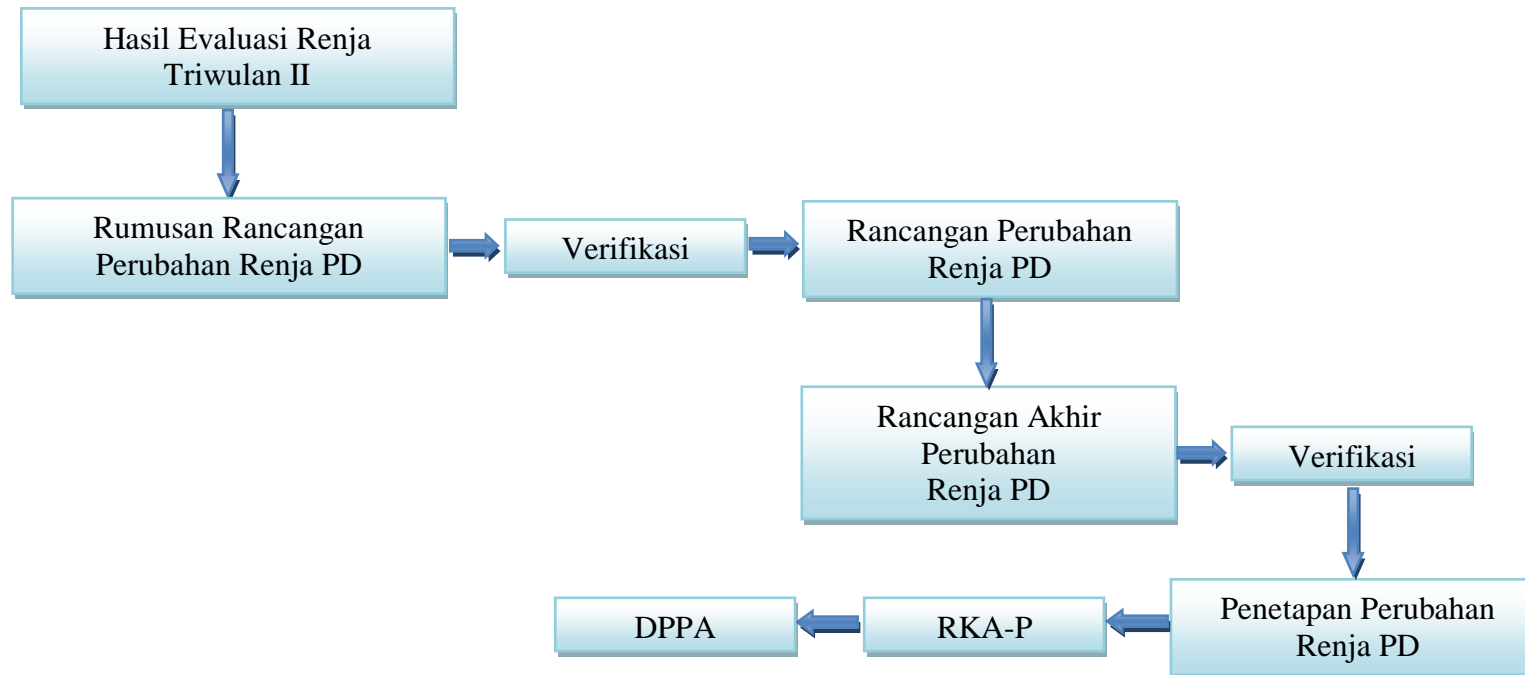 Hasil Evaluasi Renja
Triwulan II
Rumusan Rancangan
Perubahan Renja PD
Verifikasi
Rancangan Perubahan
Renja PD
Rancangan Akhir
Perubahan
Renja PD
Verifikasi
Penetapan Perubahan
Renja PD
RKA-P
DPPA